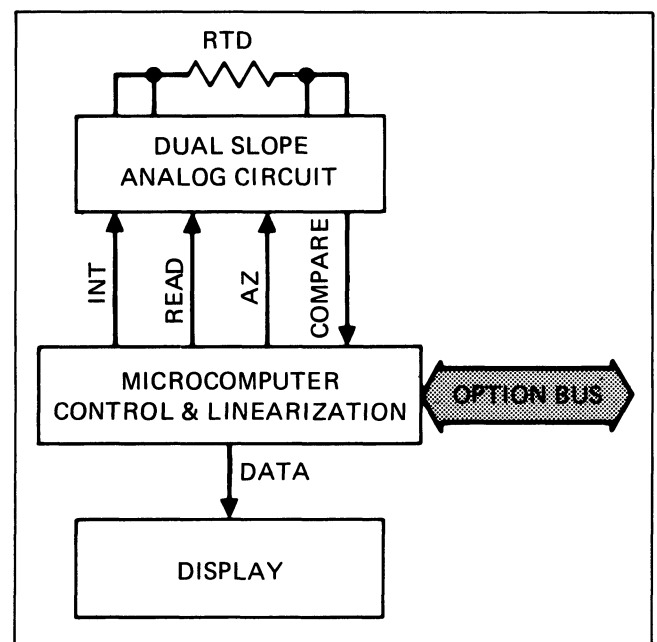 RTD
DUAL SLOPE
ANALOG CIRCUIT
INT
READ
AZ
COMPARE
MICROCOMPUTER
CONTROL & LINEARIZATION
OPTION BUS
DATA
DISPLAY